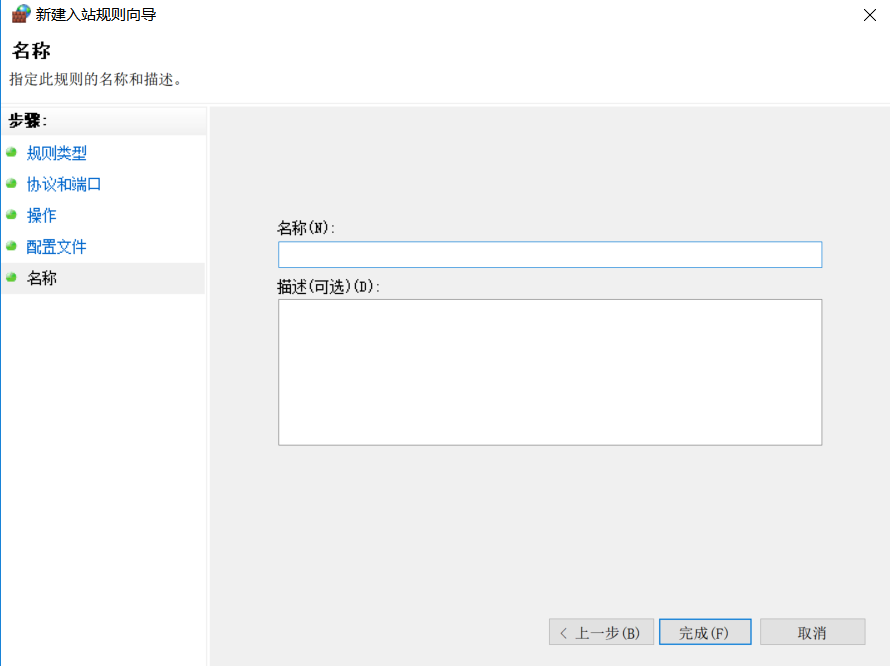 新建入站规则向导
名称
指定此规则的名称和描述。
步骤:
规则类型
协议和端口
操作
配置文件
名称
名称(N):
描述(可选)(D):
< 上一步(B)
完成(F)
取消